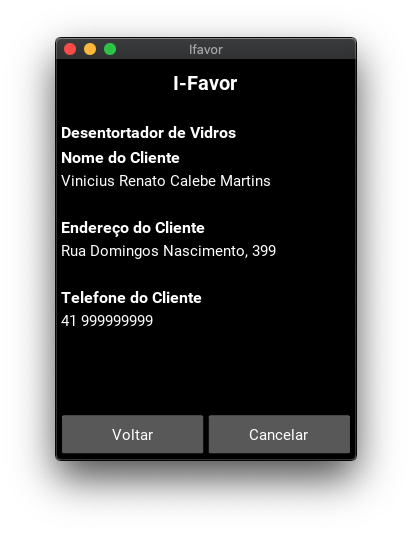 Ifavor
I-Favor
Desentortador de Vidros
Nome do Cliente
Vinicius Renato Calebe Martins
Endereço do Cliente
Rua Domingos Nascimento, 399
Telefone do Cliente
41 999999999
Voltar
Cancelar